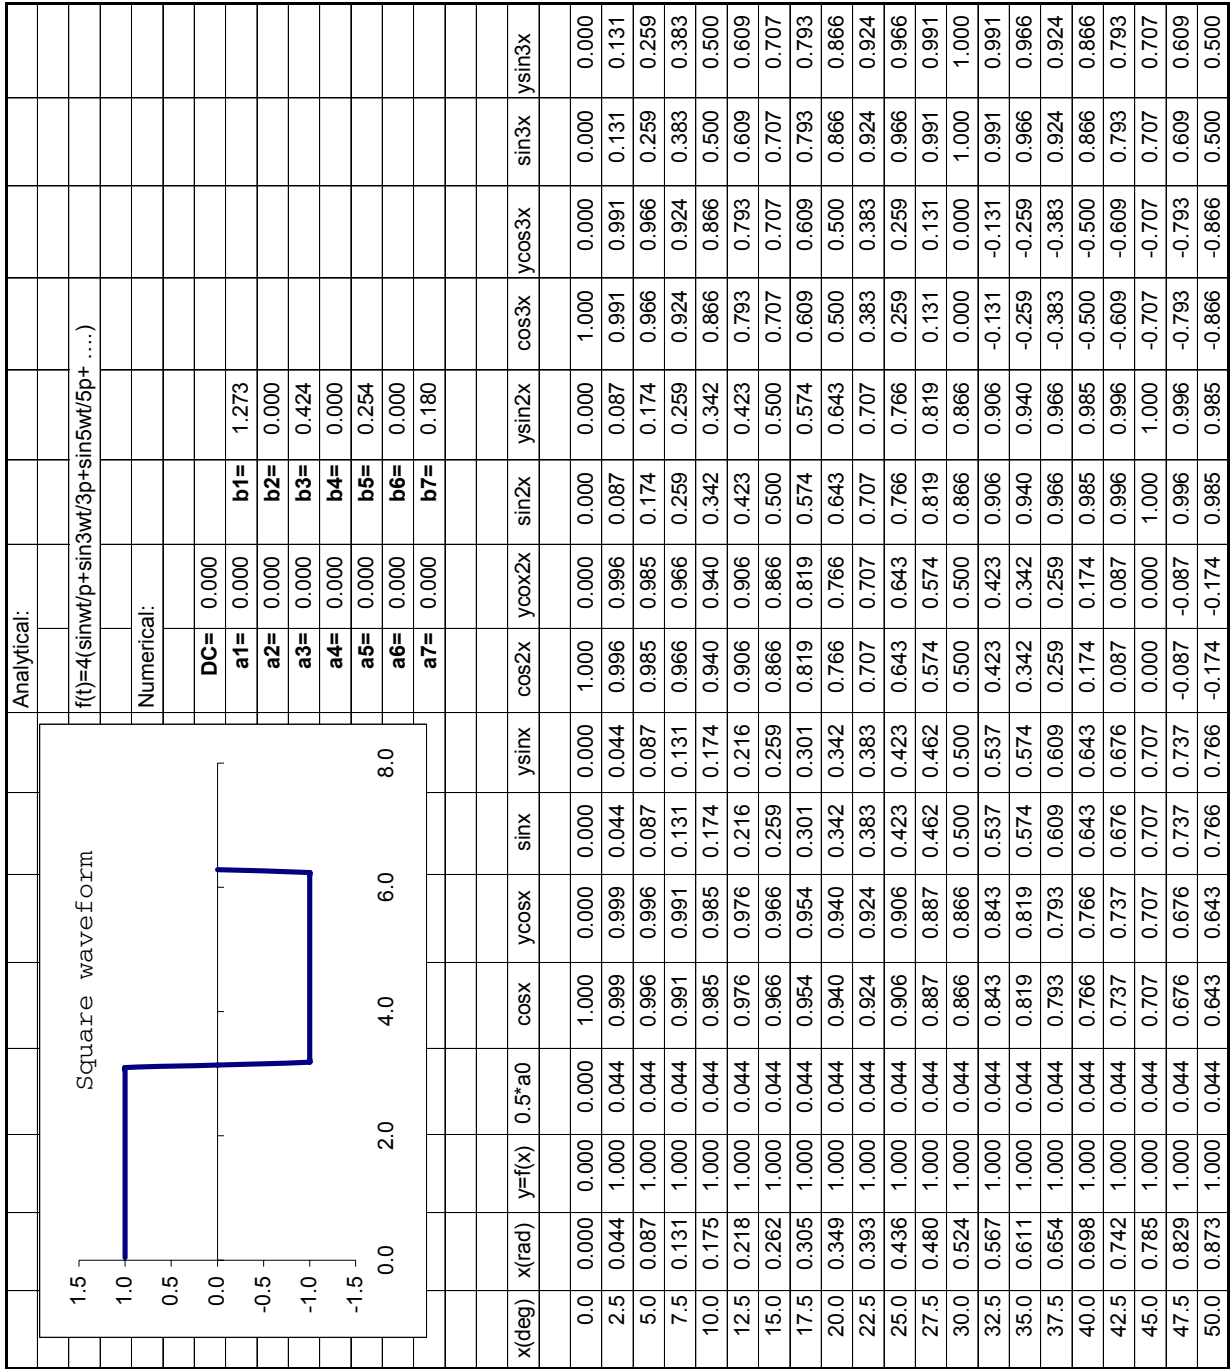 Analytical:
f(t)=4(sinwt/p+sin3wt/3p+sin5wt/5p+ ....)
Numerical:
DC= 0.000
a1= 0.000 b1= 1.273
a2= 0.000 b2= 0.000
a3= 0.000 b3= 0.424
a4= 0.000 b4= 0.000
a5= 0.000 b5= 0.254
a6= 0.000 b6= 0.000
a7= 0.000 b7= 0.180
Square waveform
1.5
1.0
0.5
0.0
-0.5
-1.0
-1.5
0.0 2.0 4.0 6.0 8.0
x(deg) x(rad) y=f(x) 0.5*a0 cosx ycosx sinx ysinx cos2x ycox2x sin2x ysin2x cos3x ycos3x sin3x ysin3x
0.0 0.000 0.000 0.000 1.000 0.000 0.000 0.000 1.000 0.000 0.000 0.000 1.000 0.000 0.000 0.000
2.5 0.044 1.000 0.044 0.999 0.999 0.044 0.044 0.996 0.996 0.087 0.087 0.991 0.991 0.131 0.131
5.0 0.087 1.000 0.044 0.996 0.996 0.087 0.087 0.985 0.985 0.174 0.174 0.966 0.966 0.259 0.259
7.5 0.131 1.000 0.044 0.991 0.991 0.131 0.131 0.966 0.966 0.259 0.259 0.924 0.924 0.383 0.383
10.0 0.175 1.000 0.044 0.985 0.985 0.174 0.174 0.940 0.940 0.342 0.342 0.866 0.866 0.500 0.500
12.5 0.218 1.000 0.044 0.976 0.976 0.216 0.216 0.906 0.906 0.423 0.423 0.793 0.793 0.609 0.609
15.0 0.262 1.000 0.044 0.966 0.966 0.259 0.259 0.866 0.866 0.500 0.500 0.707 0.707 0.707 0.707
17.5 0.305 1.000 0.044 0.954 0.954 0.301 0.301 0.819 0.819 0.574 0.574 0.609 0.609 0.793 0.793
20.0 0.349 1.000 0.044 0.940 0.940 0.342 0.342 0.766 0.766 0.643 0.643 0.500 0.500 0.866 0.866
22.5 0.393 1.000 0.044 0.924 0.924 0.383 0.383 0.707 0.707 0.707 0.707 0.383 0.383 0.924 0.924
25.0 0.436 1.000 0.044 0.906 0.906 0.423 0.423 0.643 0.643 0.766 0.766 0.259 0.259 0.966 0.966
27.5 0.480 1.000 0.044 0.887 0.887 0.462 0.462 0.574 0.574 0.819 0.819 0.131 0.131 0.991 0.991
30.0 0.524 1.000 0.044 0.866 0.866 0.500 0.500 0.500 0.500 0.866 0.866 0.000 0.000 1.000 1.000
32.5 0.567 1.000 0.044 0.843 0.843 0.537 0.537 0.423 0.423 0.906 0.906 -0.131 -0.131 0.991 0.991
35.0 0.611 1.000 0.044 0.819 0.819 0.574 0.574 0.342 0.342 0.940 0.940 -0.259 -0.259 0.966 0.966
37.5 0.654 1.000 0.044 0.793 0.793 0.609 0.609 0.259 0.259 0.966 0.966 -0.383 -0.383 0.924 0.924
40.0 0.698 1.000 0.044 0.766 0.766 0.643 0.643 0.174 0.174 0.985 0.985 -0.500 -0.500 0.866 0.866
42.5 0.742 1.000 0.044 0.737 0.737 0.676 0.676 0.087 0.087 0.996 0.996 -0.609 -0.609 0.793 0.793
45.0 0.785 1.000 0.044 0.707 0.707 0.707 0.707 0.000 0.000 1.000 1.000 -0.707 -0.707 0.707 0.707
47.5 0.829 1.000 0.044 0.676 0.676 0.737 0.737 -0.087 -0.087 0.996 0.996 -0.793 -0.793 0.609 0.609
50.0 0.873 1.000 0.044 0.643 0.643 0.766 0.766 -0.174 -0.174 0.985 0.985 -0.866 -0.866 0.500 0.500